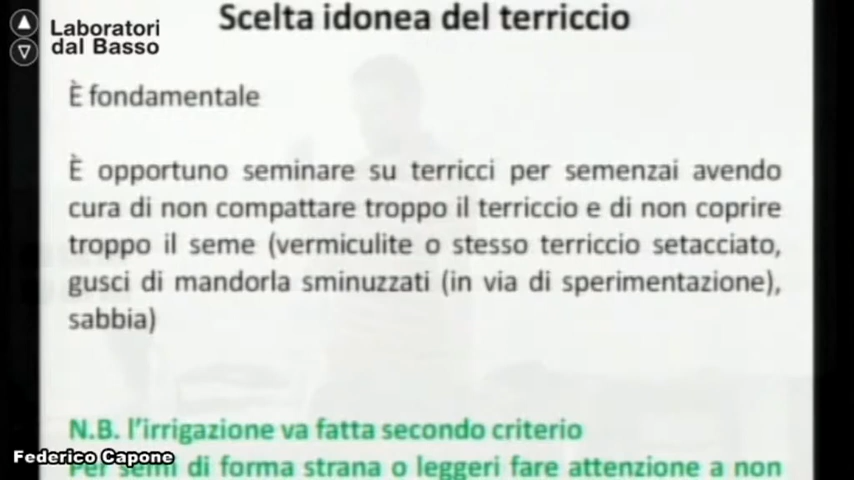 Scelta idonea del terriccio
Laboratori
dal Basso
È fondamentale
È opportuno seminare su terricci per semenzai avendo
cura di non compattare troppo il terriccio e di non coprire
troppo il seme (vermiculite o stesso terriccio setacciato,
gusci di mandorla sminuzzati (in via di sperimentazione),
sabbia)
N.B. l'irrigazione va fatta secondo criterio
Federico Capone
Per semi di forma strana o leggeri fare attenzione a non